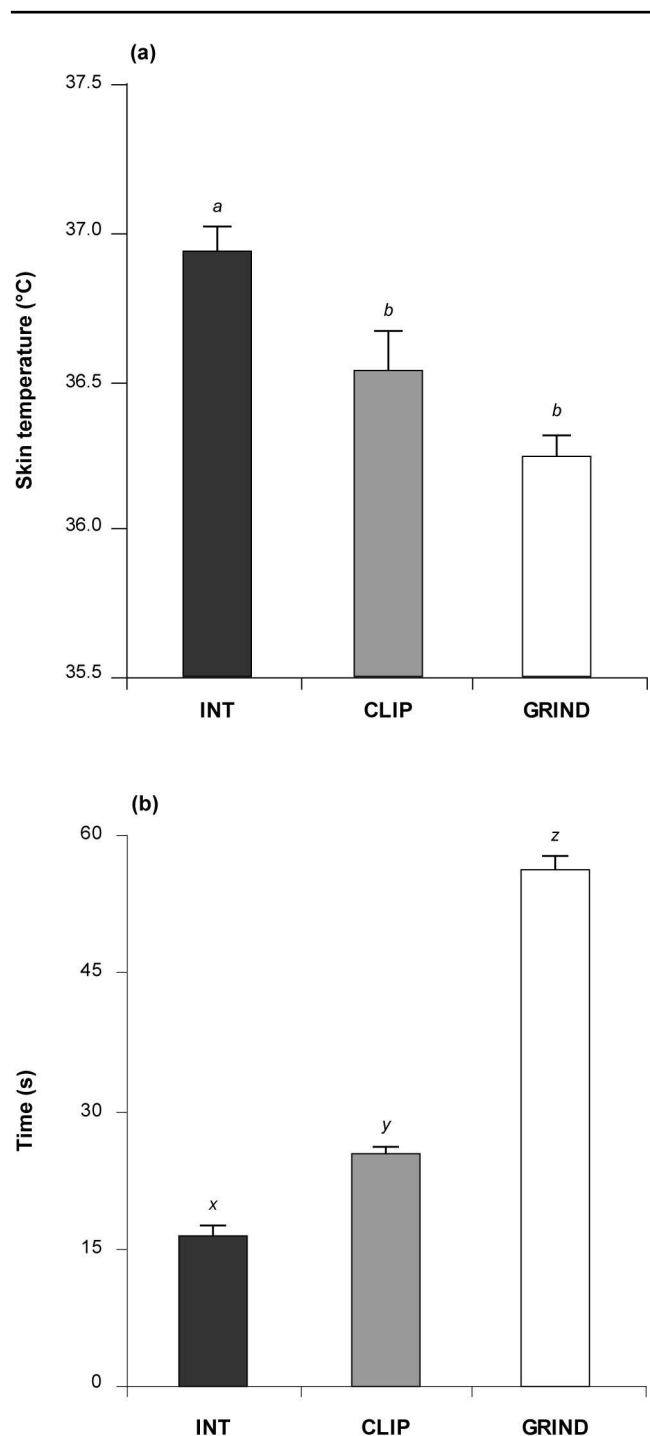 (a)
37.5
37.0
36.5
36.0
35.5
Skin temperature (°C)
a
b
b
INT CLIP GRIND
(b)
60
45
30
15
0
Time (s)
x
y
z
INT CLIP GRIND